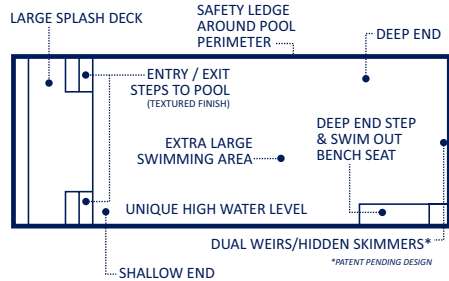 LARGE SPLASH DECK
SAFETY LEDGE
AROUND POOL
PERIMETER
DEEP END
ENTRY / EXIT
STEPS TO POOL
(TEXTURED FINISH)
DEEP END STEP
& SWIM OUT
BENCH SEAT
EXTRA LARGE
SWIMMING AREA
UNIQUE HIGH WATER LEVEL
DUAL WEIRS/HIDDEN SKIMMERS*
*PATENT PENDING DESIGN
SHALLOW END